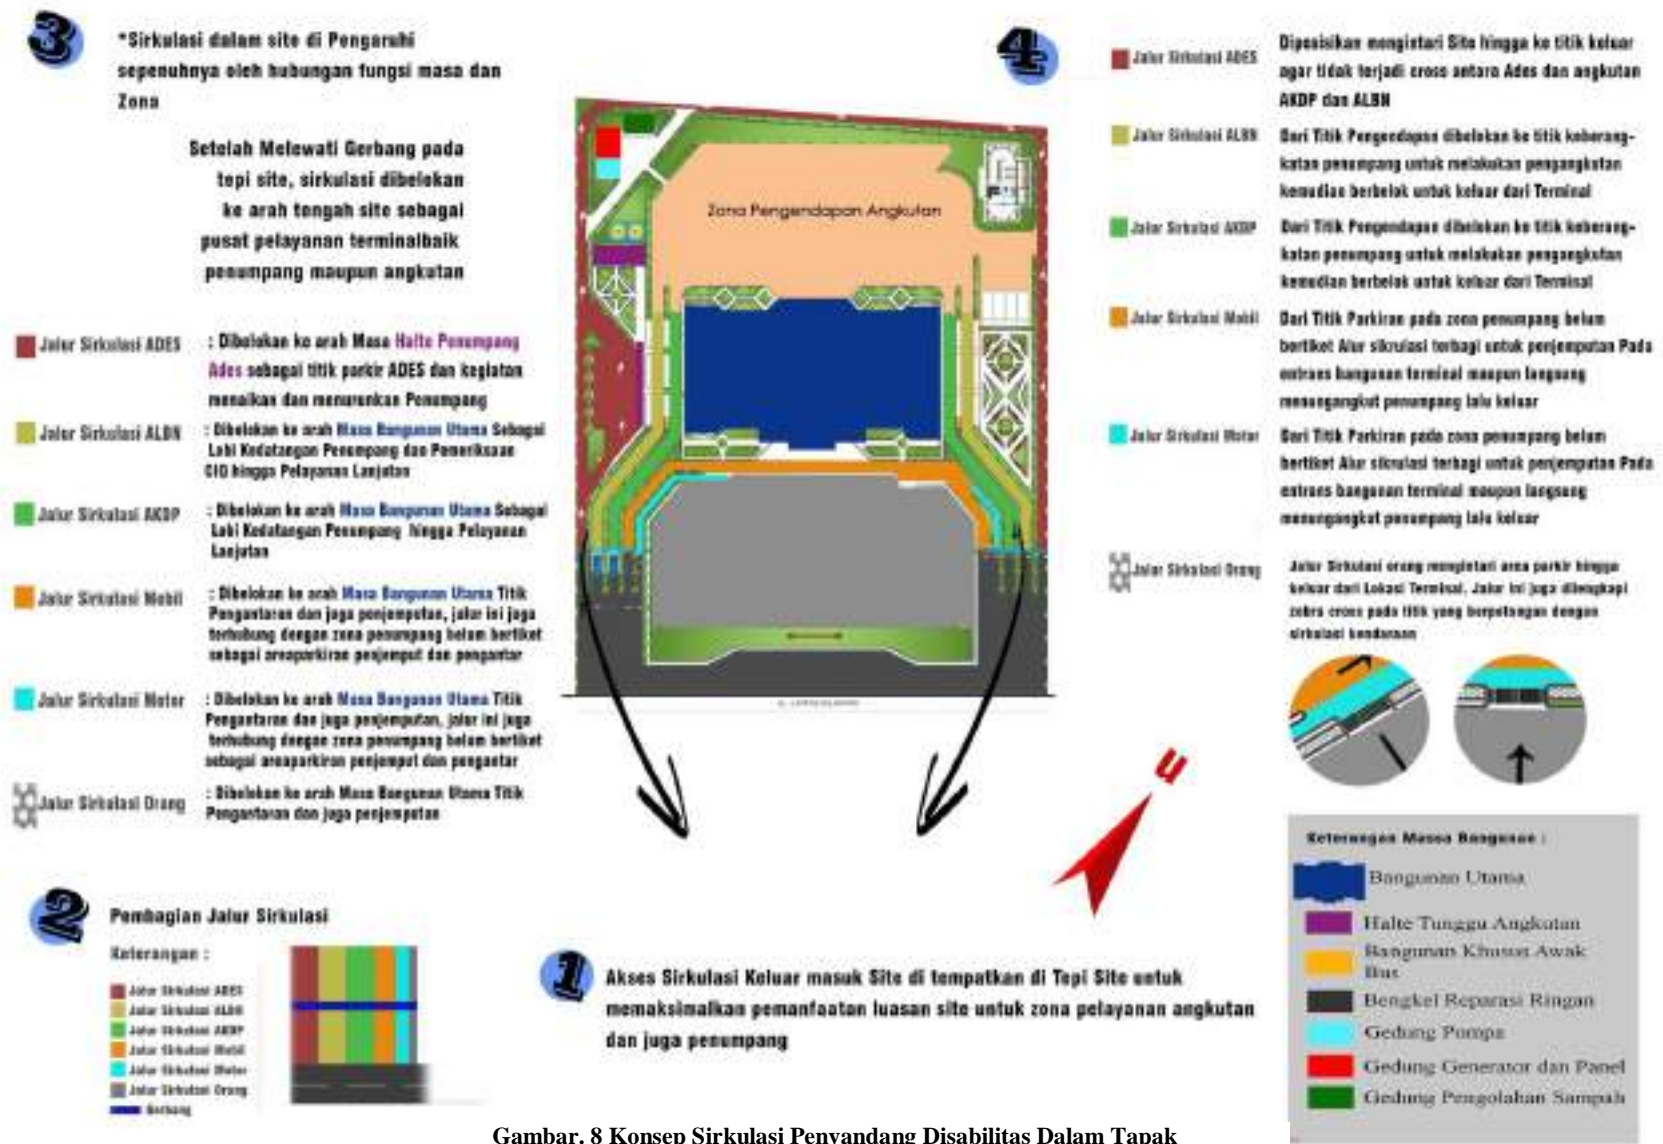 3
*Sirkulasi dalam site di Pengaruhi
sepenuhnya oleh hubungan fungsi masa dan
Zona
Setelah Melewati Gerbang pada
tepi site, sirkulasi dibelokan
ke arah tengah site sebagai
pusat pelayanan terminalbaik
penumpang maupun angkutan
Jalur Sirkulasi ADES
: Dibelokan ke arah Masa Halte Penumpang
Ades sebagai titik parkir ADES dan kegiatan
menaikan dan menurunkan Penumpang
Jalur Sirkulasi ALBN
: Dibelokan ke arah Masa Bangunan Utama Sebagai
Lahi Kedatangan Penumpang dan Pemeriksaan
CIQ hingga Pelayanan Lanjutan
Jalur Sirkulasi AKDP
: Dibelokan ke arah Masa Bangunan Utama Sebagai
Lahi Kedatangan Penumpang hingga Pelayanan
Lanjutan
Jalur Sirkulasi Mobil
: Dibelokan ke arah Masa Bangunan Utama Titik
Pengantaran dan juga penjemputan, jalur ini juga
terhubung dengan zona penumpang belum bertiket
sebagai areaparkiran penjemput dan pengantar
Jalur Sirkulasi Motor
: Dibelokan ke arah Masa Bangunan Utama Titik
Pengantaran dan juga penjemputan, jalur ini juga
terhubung dengan zona penumpang belum bertiket
sebagai areaparkiran penjemput dan pengantar
Jalur Sirkulasi Orang
: Dibelokan ke arah Masa Bangunan Utama Titik
Pengantaran dan juga penjemputan
Zona Pengendapan Angkutan
4
Jalur Sirkulasi ADES
Diposisikan mengintari Site hingga ke titik keluar
agar tidak terjadi cross antara Ades dan angkutan
AKDP dan ALBN
Jalur Sirkulasi ALBN
Dari Titik Pengendapan dibelokan ke titik keberang-
katan penumpang untuk melakukan pengangkutan
kemudian berbelok untuk keluar dari Terminal
Jalur Sirkulasi AKDP
Dari Titik Pengendapan dibelokan ke titik keberang-
katan penumpang untuk melakukan pengangkutan
kemudian berbelok untuk keluar dari Terminal
Jalur Sirkulasi Mobil
Dari Titik Parkiran pada zona penumpang belum
bertiket Alur sikrulasi terbagi untuk penjemputan Pada
entrans bangunan terminal maupun langsung
menungangkut penumpang lalu keluar
Jalur Sirkulasi Motor
Dari Titik Parkiran pada zona penumpang belum
bertiket Alur sikrulasi terbagi untuk penjemputan Pada
entrans bangunan terminal maupun langsung
menungangkut penumpang lalu keluar
Jalur Sirkulasi Orang
Jalur Sirkulasi orang mengintari area parkir hingga
keluar dari Lokasi Terminal, Jalur ini juga dilengkapi
zebra cross pada titik yang berpotongan dengan
sirkulasi kendaraan
U
Keterangan Massa Bangunan :
Bangunan Utama
Halte Tunggu Angkutan
Bangunan Khusus Awak
Bus
Bengkel Reparasi Ringan
Gedung Pompa
Gedung Generator dan Panel
Gedung Pengolahan Sampah
2
Pembagian Jalur Sirkulasi
Keterangan :
Jalur Sirkulasi ADES
Jalur Sirkulasi ALBN
Jalur Sirkulasi AKDP
Jalur Sirkulasi Mobil
Jalur Sirkulasi Motor
Jalur Sirkulasi Orang
Gerbang
1
Akses Sirkulasi Keluar masuk Site di tempatkan di Tepi Site untuk
memaksimalkan pemanfaatan luasan site untuk zona pelayanan angkutan
dan juga penumpang
Gambar. 8 Konsep Sirkulasi Penyandang Disabilitas Dalam Tapak